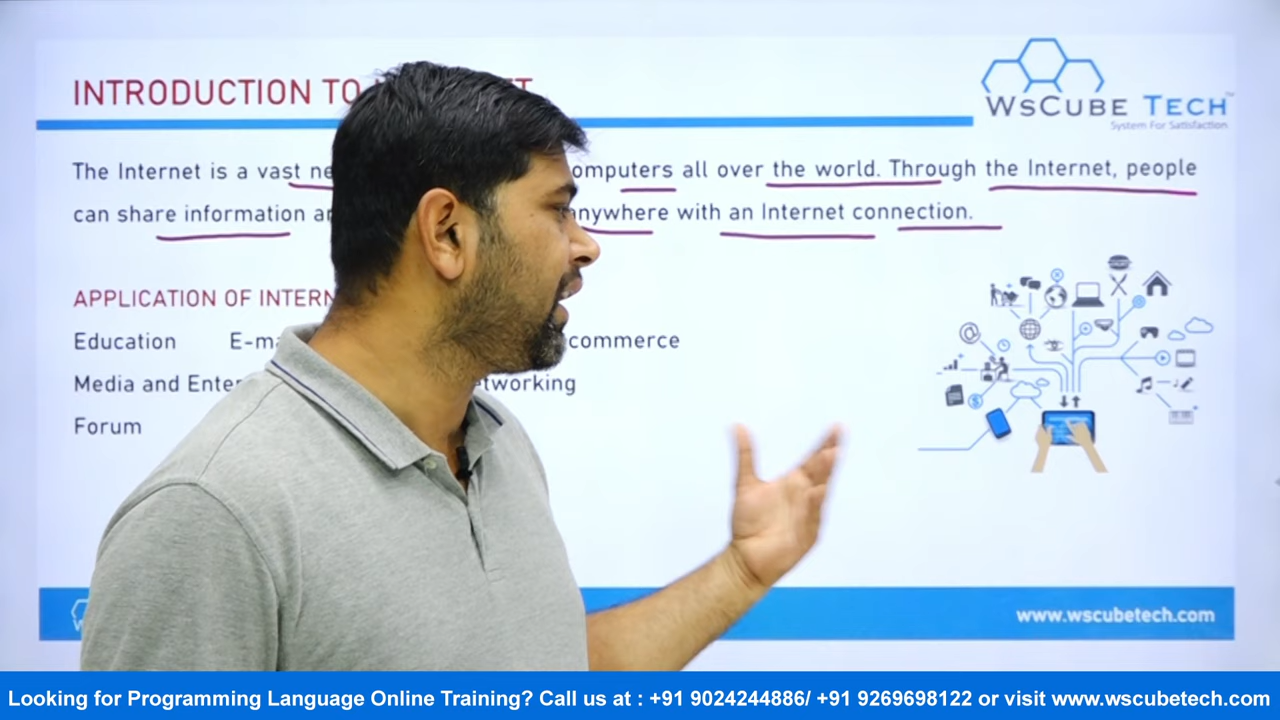 INTRODUCTION TO
WsCube Tech
System For Satisfaction
The Internet is a vast omputers all over the world. Through the Internet, people
can share information anywhere with an Internet connection.
APPLICATION OF INTERN
Education E-ma commerce
Media and Enter etworking
Forum
www.wscubetech.com
Looking for Programming Language Online Training? Call us at : +91 9024244886/ +91 9269698122 or visit www.wscubetech.com